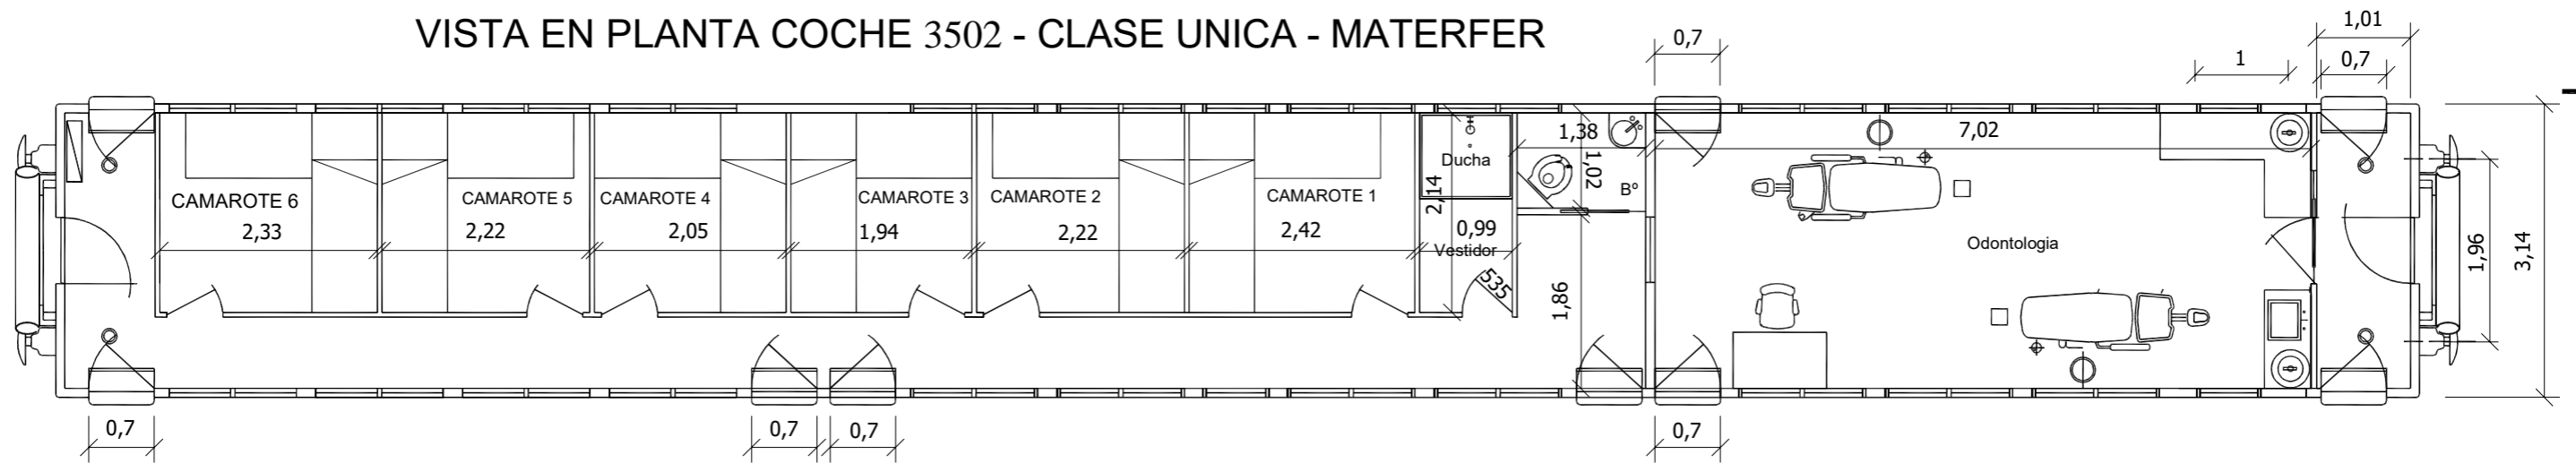 VISTA EN PLANTA COCHE 3502 - CLASE UNICA - MATERFER
0,7
1,01
1
0,7
1,38
7,02
Ducha
1,02
2,14
Bº
CAMAROTE 6
CAMAROTE 5
CAMAROTE 4
CAMAROTE 3
CAMAROTE 2
CAMAROTE 1
2,33
2,22
2,05
1,94
2,22
2,42
0,99
Vestidor
Odontologia
1,96
3,14
535
1,86
0,7
0,7
0,7
0,7